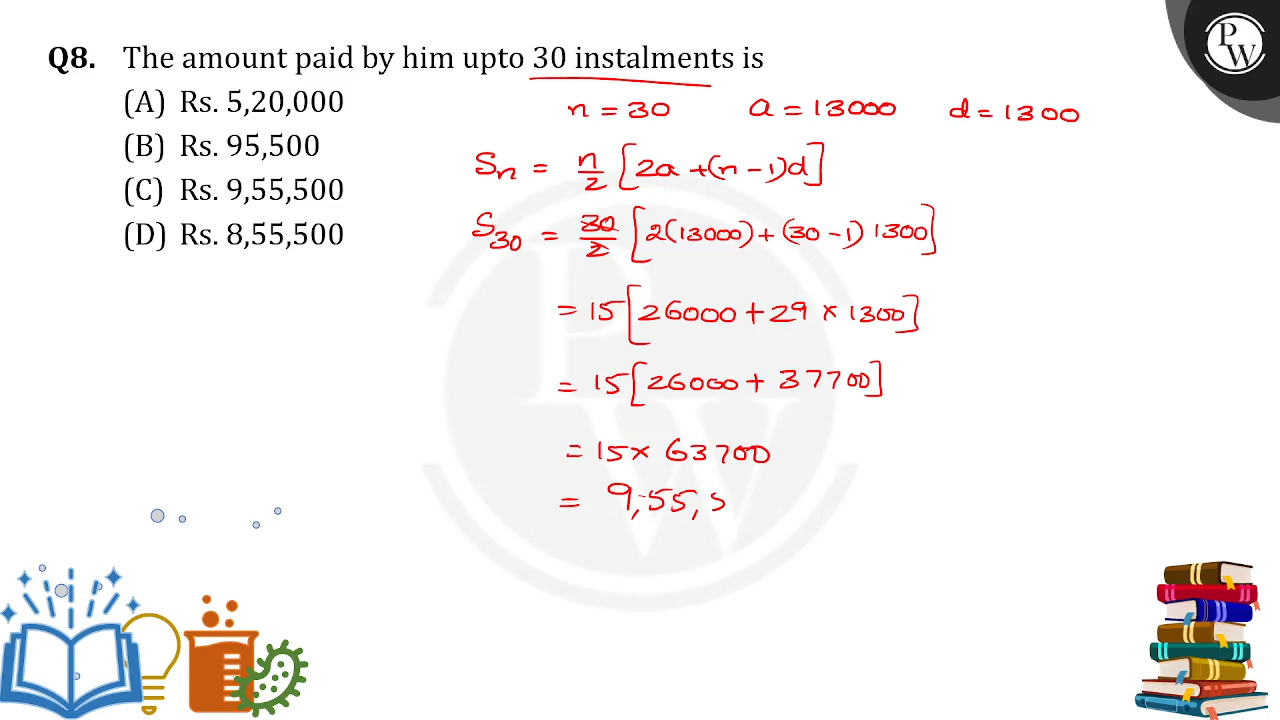 Q8. The amount paid by him upto 30 instalments is
(A) Rs. 5,20,000
(B) Rs. 95,500
(C) Rs. 9,55,500
(D) Rs. 8,55,500
n = 30 a = 13000 d = 1300
Sn = n/2 [2a + (n - 1)d]
S30 = 30/2 [2(13000) + (30 - 1) 1300]
= 15 [26000 + 29 × 1300]
= 15 [26000 + 37700]
= 15 × 63700
= 9,55,5
PW
PW